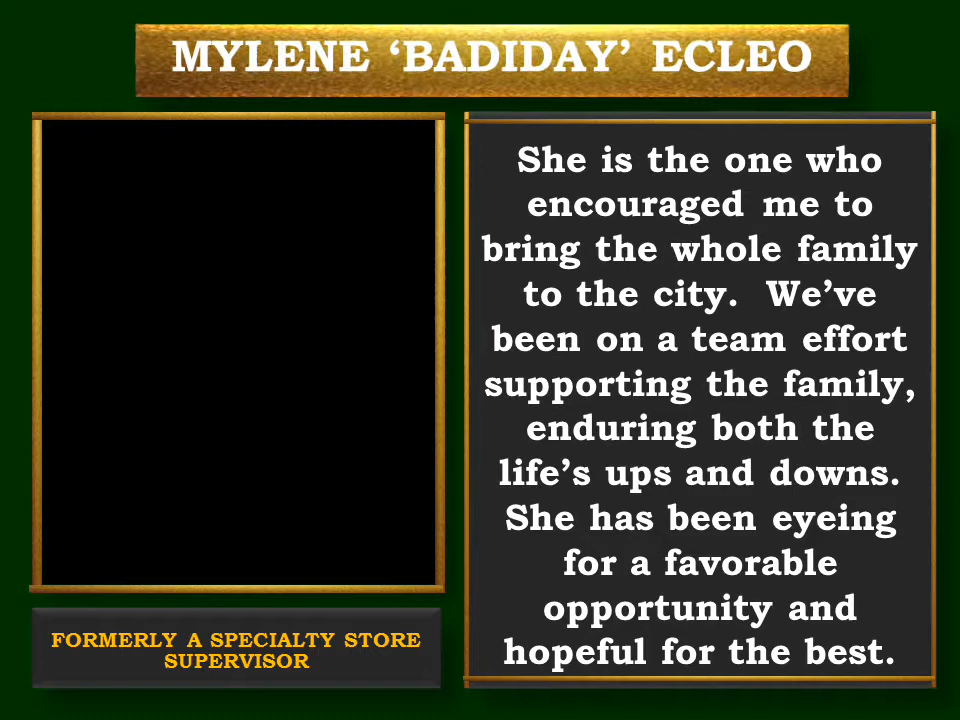 MYLENE ‘BADIDAY’ ECLEO
She is the one who
encouraged me to
bring the whole family
to the city.  We’ve
been on a team effort
supporting the family,
enduring both the
life’s ups and downs.
She has been eyeing
for a favorable
opportunity and
hopeful for the best.
FORMERLY A SPECIALTY STORE
SUPERVISOR